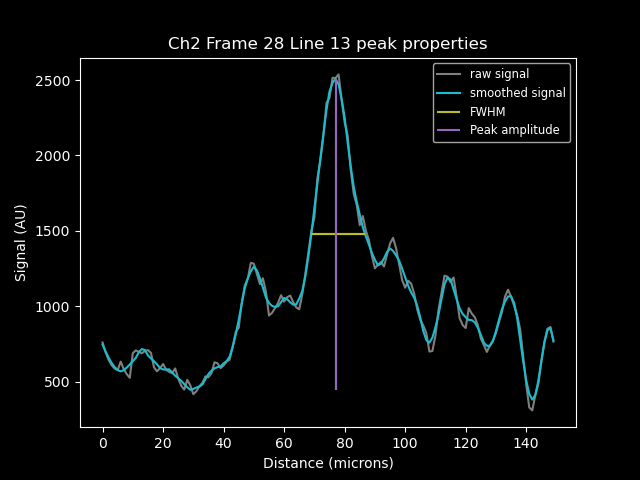 Ch2 Frame 28 Line 13 peak properties
raw signal
smoothed signal
FWHM
Peak amplitude
2500
2000
1500
1000
500
Signal (AU)
0 20 40 60 80 100 120 140
Distance (microns)